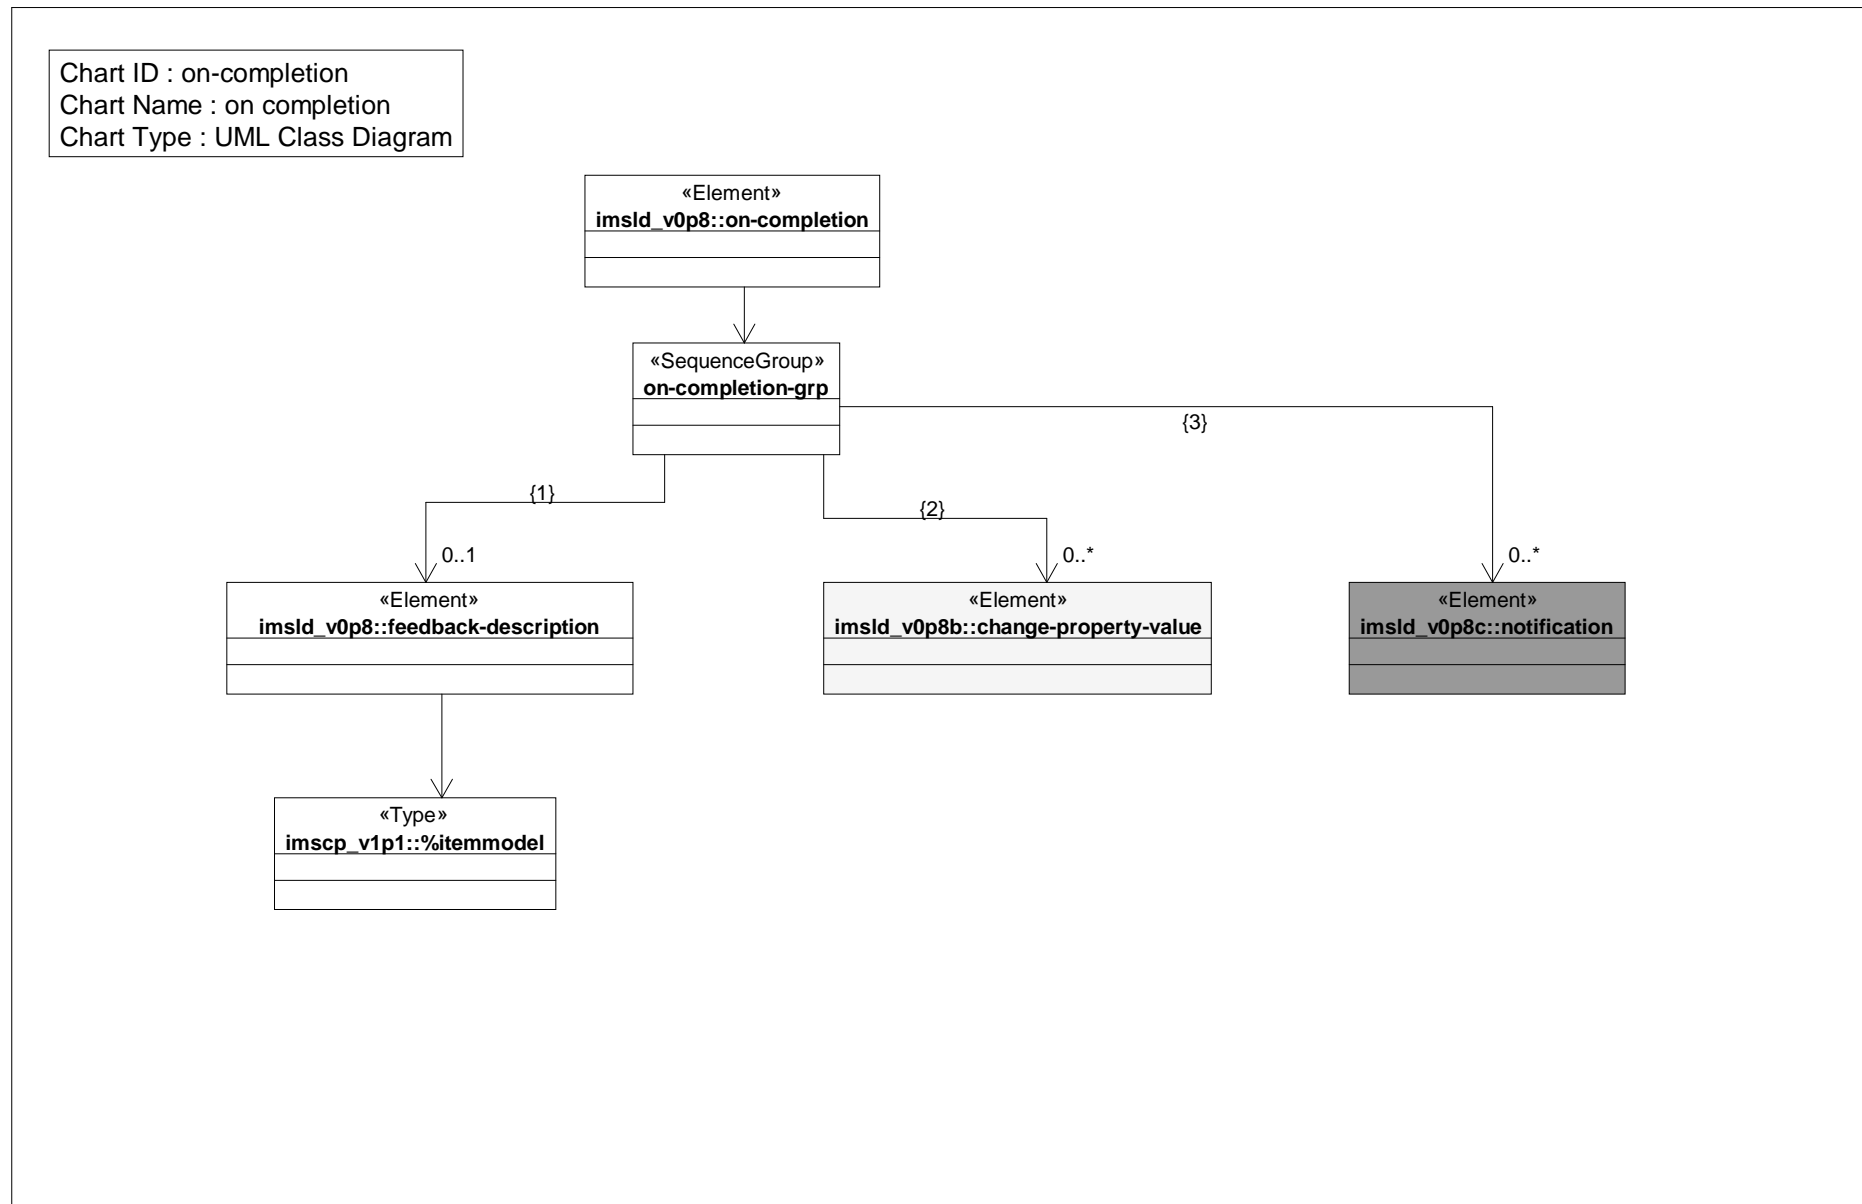 Chart ID : on-completion
Chart Name : on completion
Chart Type : UML Class Diagram
«Element»
imsld_v0p8::on-completion
«SequenceGroup»
on-completion-grp
{3}
{1}
{2}
0..1
0..*
0..*
«Element»
imsld_v0p8::feedback-description
«Element»
imsld_v0p8b::change-property-value
«Element»
imsld_v0p8c::notification
«Type»
imscp_v1p1::%itemmodel